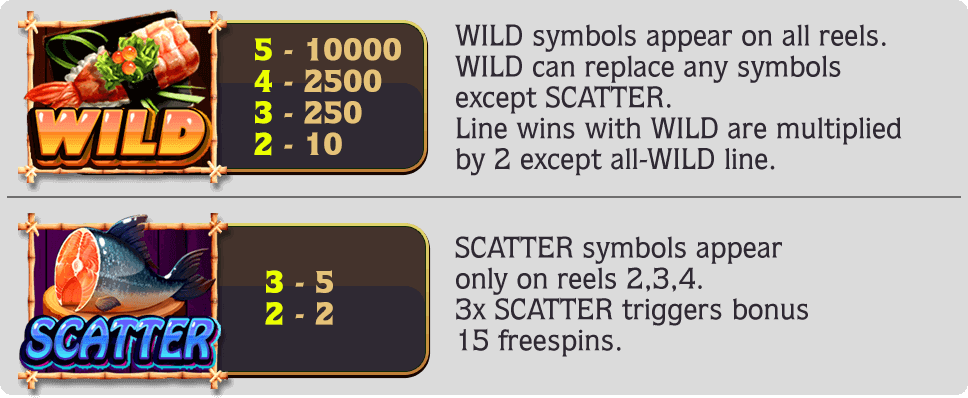 WILD
5 - 10000
4 - 2500
3 - 250
2 - 10
WILD symbols appear on all reels.
WILD can replace any symbols
except SCATTER.
Line wins with WILD are multiplied
by 2 except all-WILD line.
SCATTER
3 - 5
2 - 2
SCATTER symbols appear
only on reels 2,3,4.
3x SCATTER triggers bonus
15 freespins.